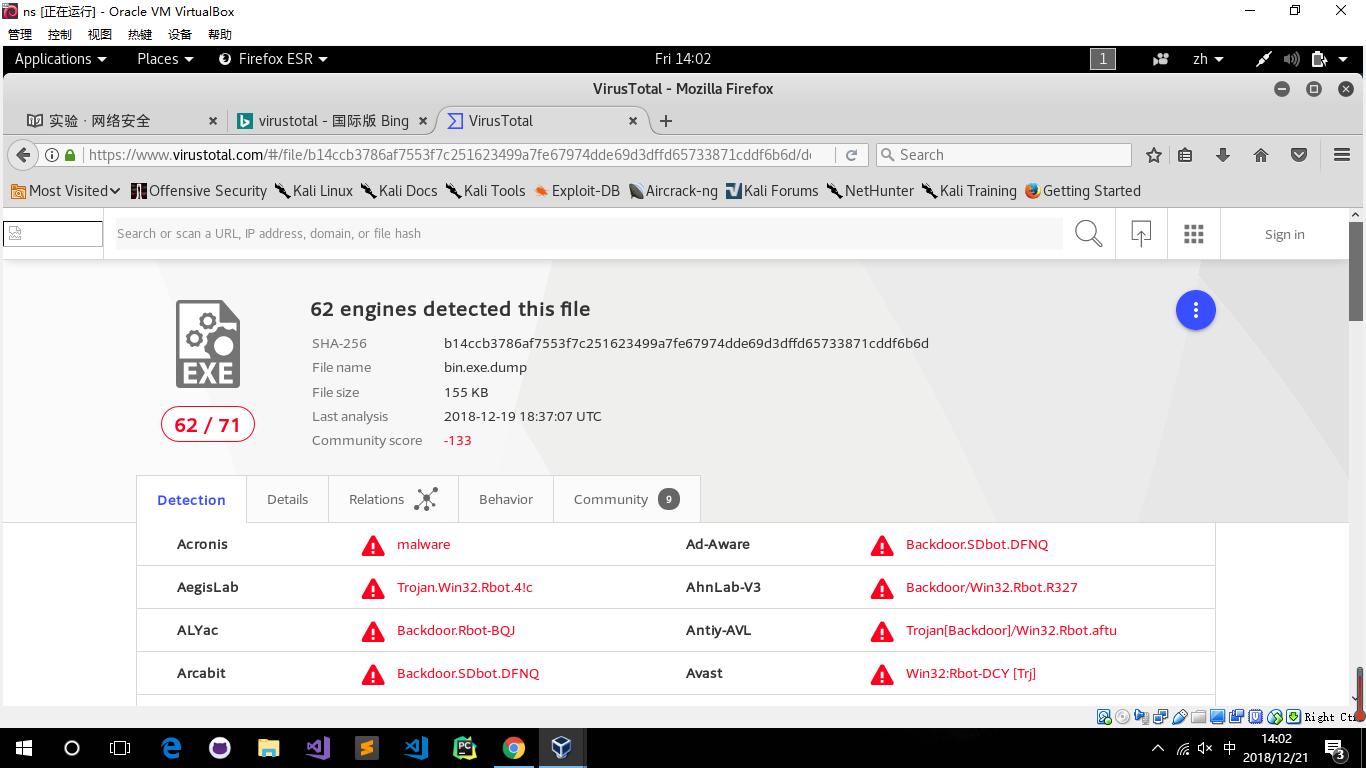 ns [正在运行] - Oracle VM VirtualBox
管理 控制 视图 热键 设备 帮助
Applications Places Firefox ESR Fri 14:02 1 zh
VirusTotal - Mozilla Firefox
实验 · 网络安全 virustotal - 国际版 Bing VirusTotal
https://www.virustotal.com/#/file/b14ccb3786af7553f7c251623499a7fe67974dde69d3dffd65733871cddf6b6d/de Search
Most Visited Offensive Security Kali Linux Kali Docs Kali Tools Exploit-DB Aircrack-ng Kali Forums NetHunter Kali Training Getting Started
Search or scan a URL, IP address, domain, or file hash Sign in
62 engines detected this file
SHA-256 b14ccb3786af7553f7c251623499a7fe67974dde69d3dffd65733871cddf6b6d
File name bin.exe.dump
File size 155 KB
Last analysis 2018-12-19 18:37:07 UTC
Community score -133
EXE
62 / 71
Detection Details Relations Behavior Community 9
Acronis malware Ad-Aware Backdoor.SDbot.DFNQ
AegisLab Trojan.Win32.Rbot.4!c AhnLab-V3 Backdoor/Win32.Rbot.R327
ALYac Backdoor.Rbot-BQJ Antiy-AVL Trojan[Backdoor]/Win32.Rbot.aftu
Arcabit Backdoor.SDbot.DFNQ Avast Win32:Rbot-DCY [Trj]
Right
PC 中 14:02
2018/12/21 3